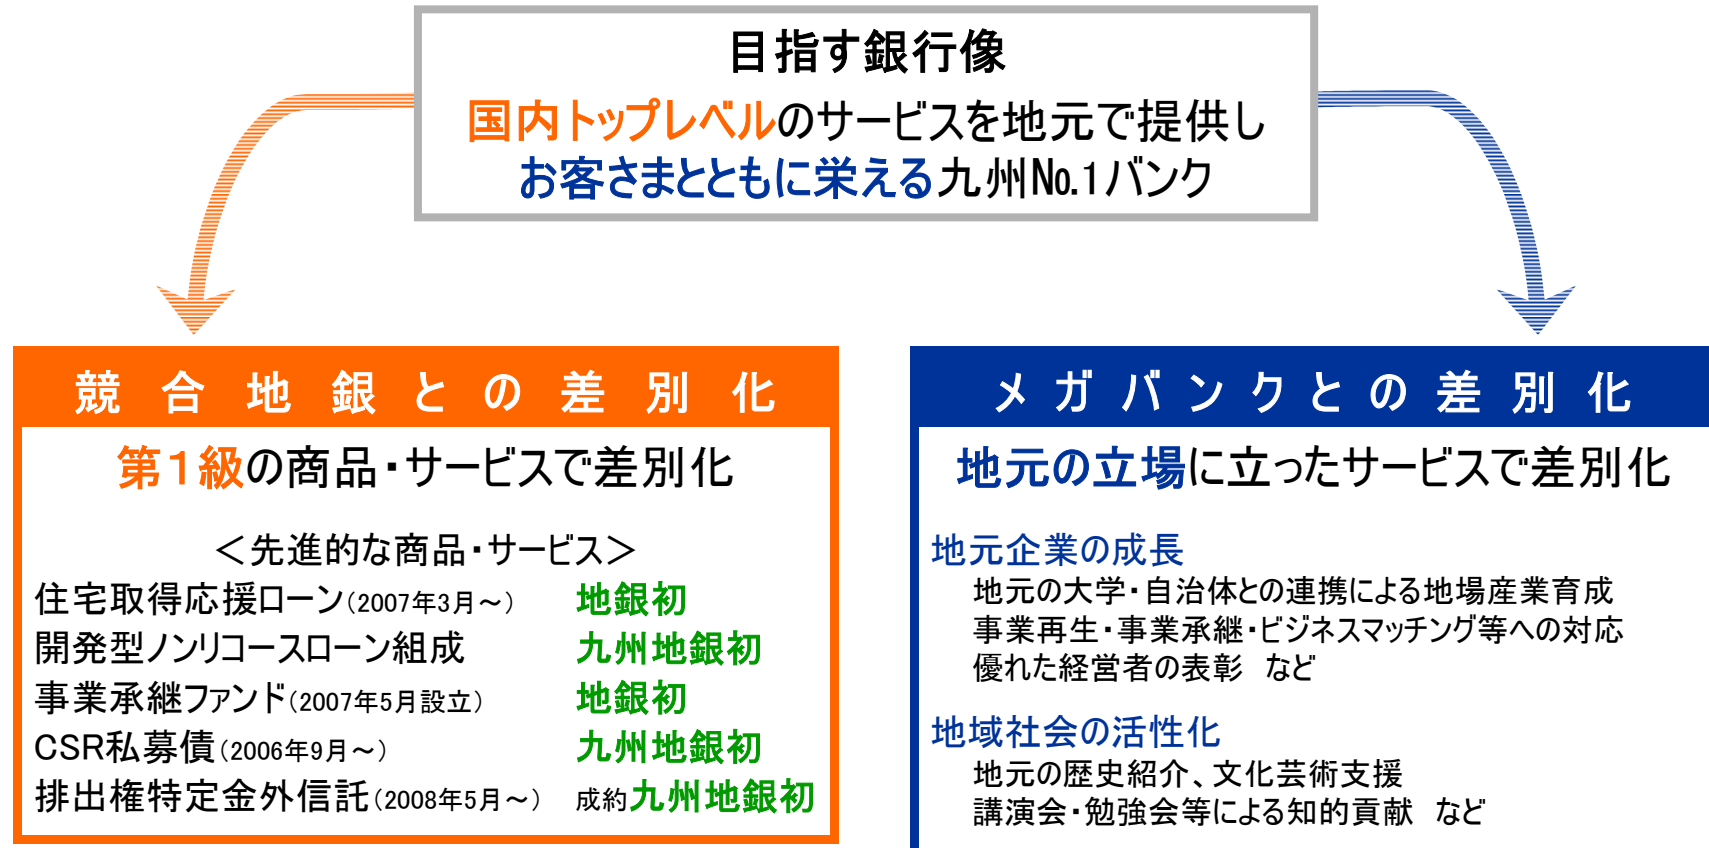 目指す銀行像
国内トップレベルのサービスを地元で提供し
お客さまとともに栄える九州No.1バンク
競合地銀との差別化
第1級の商品・サービスで差別化
＜先進的な商品・サービス＞
住宅取得応援ローン（2007年3月～） 地銀初
開発型ノンリコースローン組成 九州地銀初
事業承継ファンド（2007年5月設立） 地銀初
CSR私募債（2006年9月～） 九州地銀初
排出権特定金外信託（2008年5月～） 成約九州地銀初
メガバンクとの差別化
地元の立場に立ったサービスで差別化
地元企業の成長
地元の大学・自治体との連携による地場産業育成
事業再生・事業承継・ビジネスマッチング等への対応
優れた経営者の表彰 など
地域社会の活性化
地元の歴史紹介、文化芸術支援
講演会・勉強会等による知的貢献 など